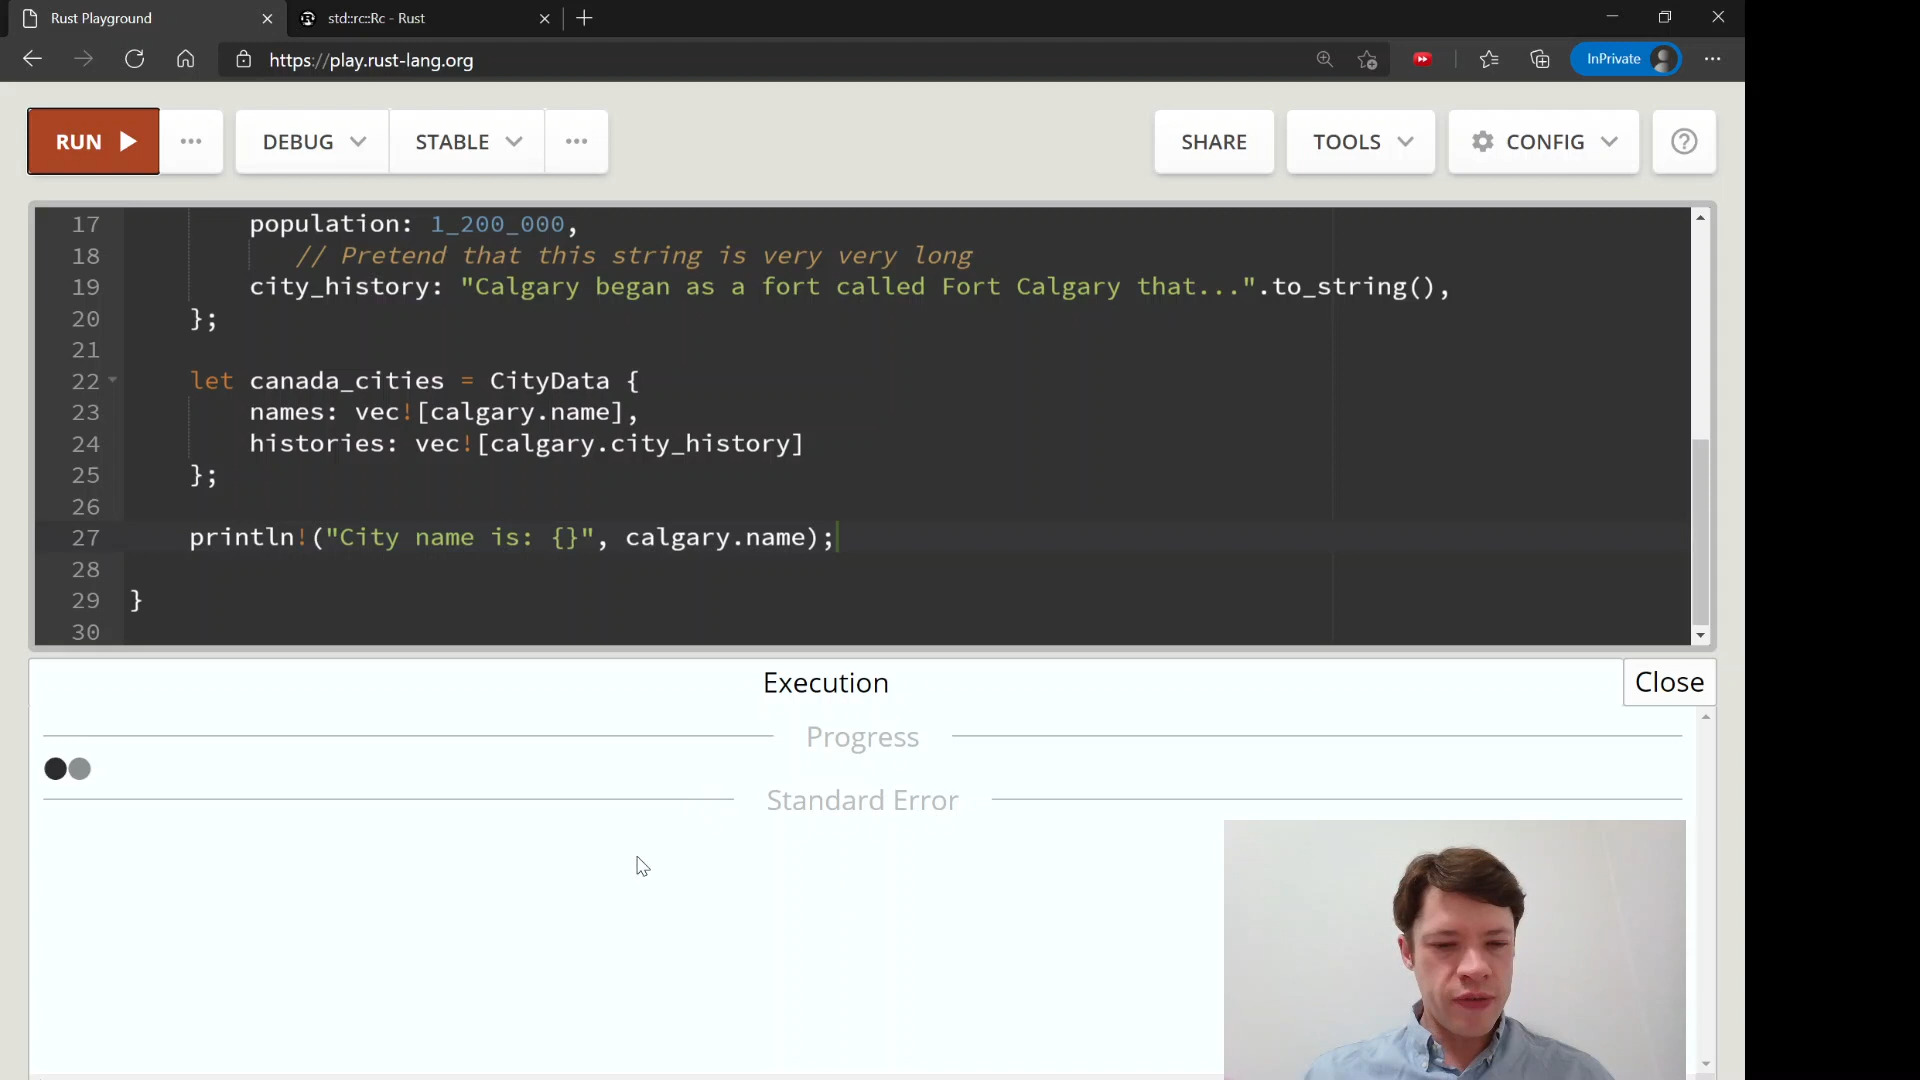 Rust Playground
std::rc::Rc - Rust
https://play.rust-lang.org
InPrivate
RUN
DEBUG
STABLE
SHARE
TOOLS
CONFIG
17 population: 1_200_000,
18 // Pretend that this string is very very long
19 city_history: "Calgary began as a fort called Fort Calgary that...".to_string(),
20 };
21
22 let canada_cities = CityData {
23 names: vec![calgary.name],
24 histories: vec![calgary.city_history]
25 };
26
27 println!("City name is: {}", calgary.name);
28
29 }
30
Execution
Close
Progress
Standard Error